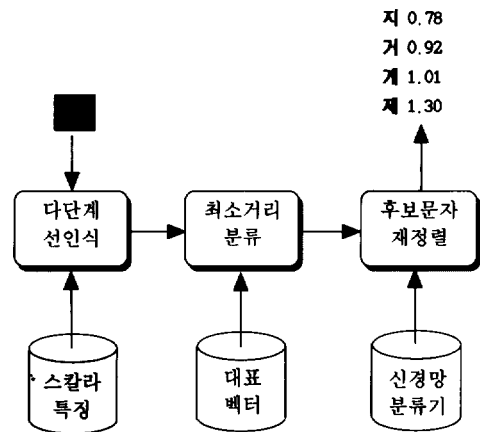 지 0.78
거 0.92
게 1.01
제 1.30
다단계
선인식
최소거리
분류
후보문자
재정렬
스칼라
특징
대표
벡터
신경망
분류기